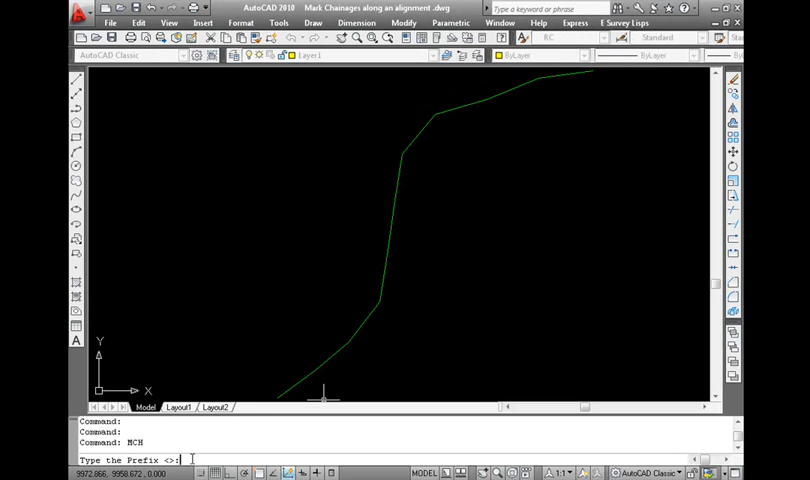 AutoCAD 2010 Mark Chainages along an alignment .dwg
Type a keyword or phrase
File Edit View Insert Format Tools Draw Dimension Modify Parametric Window Help Express E Survey Lisps
RC Standard
AutoCAD Classic Layer1 ByLayer ByLayer
Y
X
Model Layout1 Layout2
Command:
Command:
Command: MCH
Type the Prefix <>:
9972.866, 9958.672, 0.000 MODEL 1:1 AutoCAD Classic